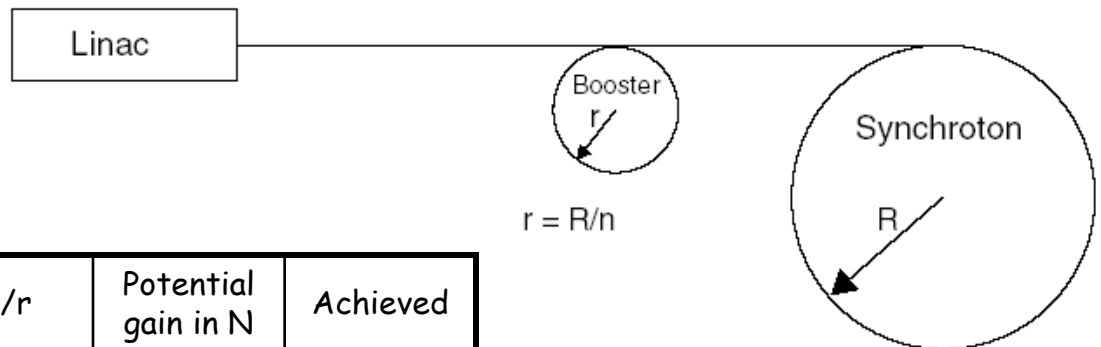 Linac
Booster
r
Synchroton
r = R/n
R
/r
Potential
gain in N
Achieved